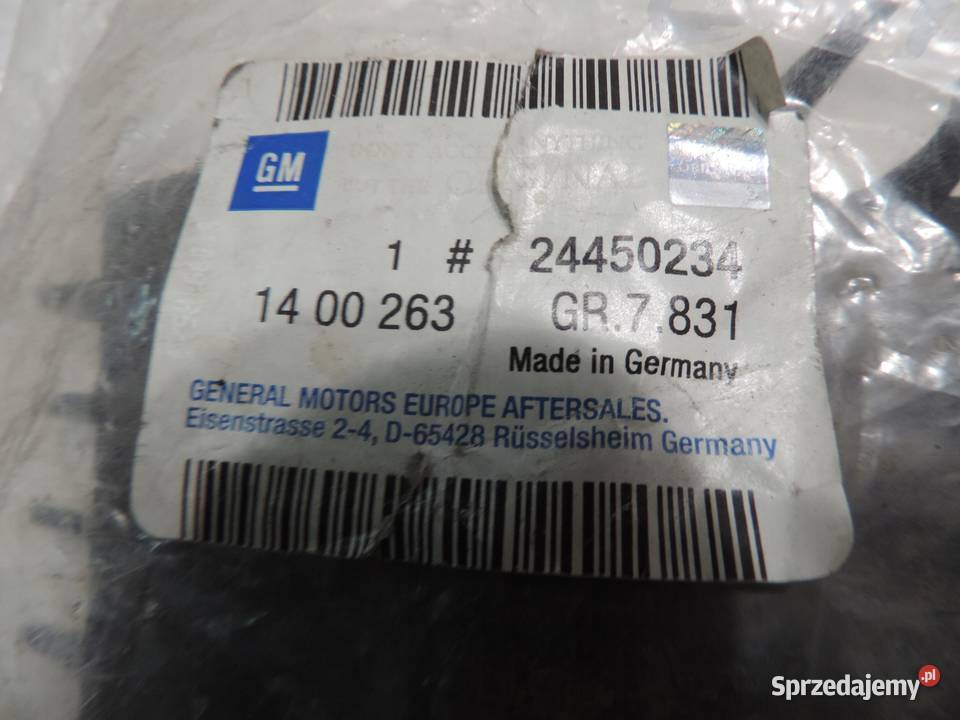 GM
1 # 24450234
14 00 263 GR.7.831
Made in Germany
GENERAL MOTORS EUROPE AFTERSALES.
Eisenstrasse 2-4, D-65428 Rüsselsheim Germany
Sprzedajemy.pl